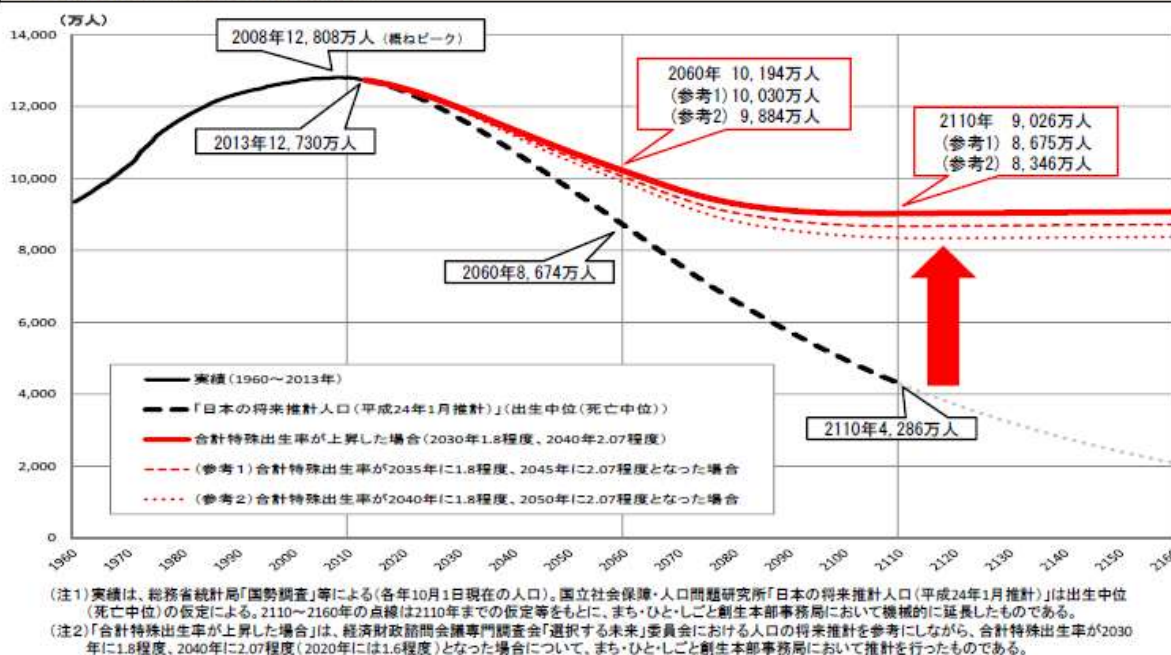 (万人)
14,000
12,000
10,000
8,000
6,000
4,000
2,000
0
2008年12,808万人 (概ねピーク)
2013年12,730万人
2060年 10,194万人
(参考1) 10,030万人
(参考2) 9,884万人
2110年 9,026万人
(参考1) 8,675万人
(参考2) 8,346万人
2060年8,674万人
2110年4,286万人
実績(1960～2013年)
「日本の将来推計人口(平成24年1月推計)」(出生中位(死亡中位))
合計特殊出生率が上昇した場合(2030年1.8程度、2040年2.07程度)
(参考1)合計特殊出生率が2035年に1.8程度、2045年に2.07程度となった場合
(参考2)合計特殊出生率が2040年に1.8程度、2050年に2.07程度となった場合
1960 1970 1980 1990 2000 2010 2020 2030 2040 2050 2060 2070 2080 2090 2100 2110 2120 2130 2140 2150 2160
(注1)実績は、総務省統計局「国勢調査」等による(各年10月1日現在の人口)。国立社会保障・人口問題研究所「日本の将来推計人口(平成24年1月推計)」は出生中位
(死亡中位)の仮定による。2110～2160年の点線は2110年までの仮定等をもとに、まち・ひと・しごと創生本部事務局において機械的に延長したものである。
(注2)「合計特殊出生率が上昇した場合」は、経済財政諮問会議専門調査会「選択する未来」委員会における人口の将来推計を参考にしながら、合計特殊出生率が2030
年に1.8程度、2040年に2.07程度(2020年には1.6程度)となった場合について、まち・ひと・しごと創生本部事務局において推計を行ったものである。